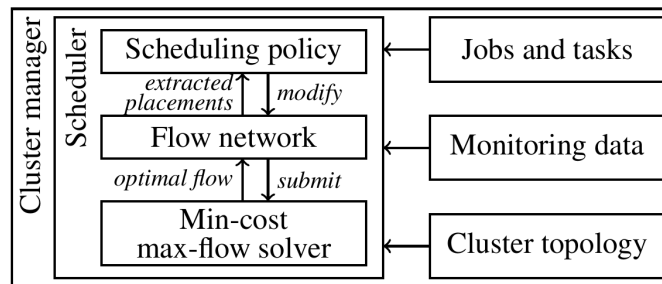 Cluster manager
Scheduler
Scheduling policy
extracted
placements
modify
Flow network
optimal flow
submit
Min-cost
max-flow solver
Jobs and tasks
Monitoring data
Cluster topology